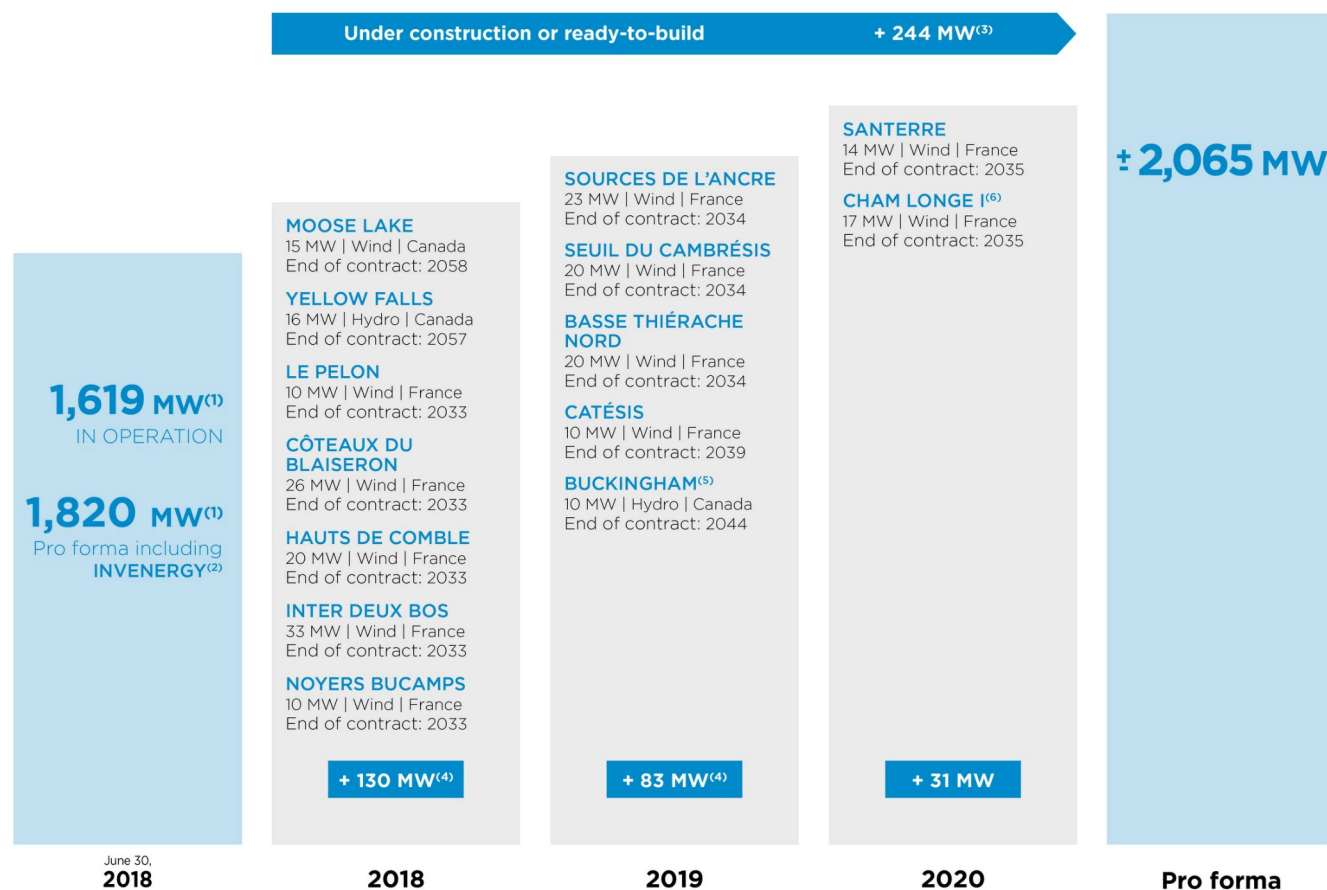 Under construction or ready-to-build + 244 MW(3)
1,619 MW(1)
IN OPERATION
1,820 MW(1)
Pro forma including
INVENERGY(2)
June 30,
2018
MOOSE LAKE
15 MW | Wind | Canada
End of contract: 2058
YELLOW FALLS
16 MW | Hydro | Canada
End of contract: 2057
LE PELON
10 MW | Wind | France
End of contract: 2033
CÔTEAUX DU
BLAISERON
26 MW | Wind | France
End of contract: 2033
HAUTS DE COMBLE
20 MW | Wind | France
End of contract: 2033
INTER DEUX BOS
33 MW | Wind | France
End of contract: 2033
NOYERS BUCAMPS
10 MW | Wind | France
End of contract: 2033
+ 130 MW(4)
2018
SOURCES DE L'ANCRE
23 MW | Wind | France
End of contract: 2034
SEUIL DU CAMBRÉSIS
20 MW | Wind | France
End of contract: 2034
BASSE THIÉRACHE
NORD
20 MW | Wind | France
End of contract: 2034
CATÉSIS
10 MW | Wind | France
End of contract: 2039
BUCKINGHAM(5)
10 MW | Hydro | Canada
End of contract: 2044
+ 83 MW(4)
2019
SANTERRE
14 MW | Wind | France
End of contract: 2035
CHAM LONGE I(6)
17 MW | Wind | France
End of contract: 2035
+ 31 MW
2020
± 2,065 MW
Pro forma